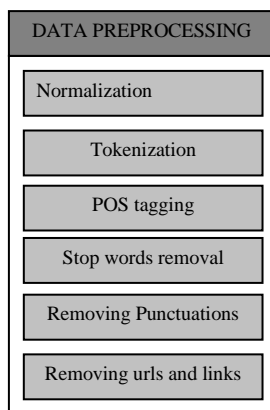 DATA PREPROCESSING
Normalization
Tokenization
POS tagging
Stop words removal
Removing Punctuations
Removing urls and links